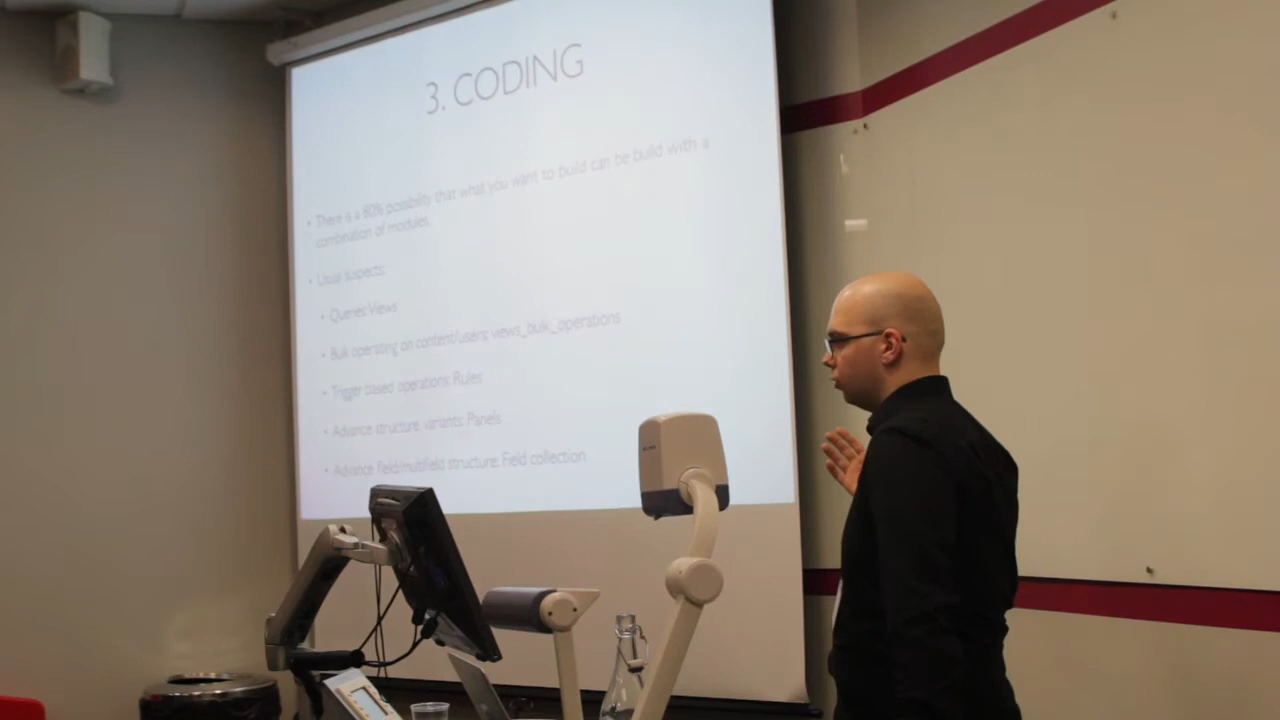 3. CODING
• There is a 80% possibility that what you want to build can be build with a
combination of modules.
• Usual suspects:
• Queries: Views
• Bulk operating on content/users: views_bulk_operations
• Trigger based operations: Rules
• Advance structure, variants: Panels
• Advance field/multifield structure: Field collection